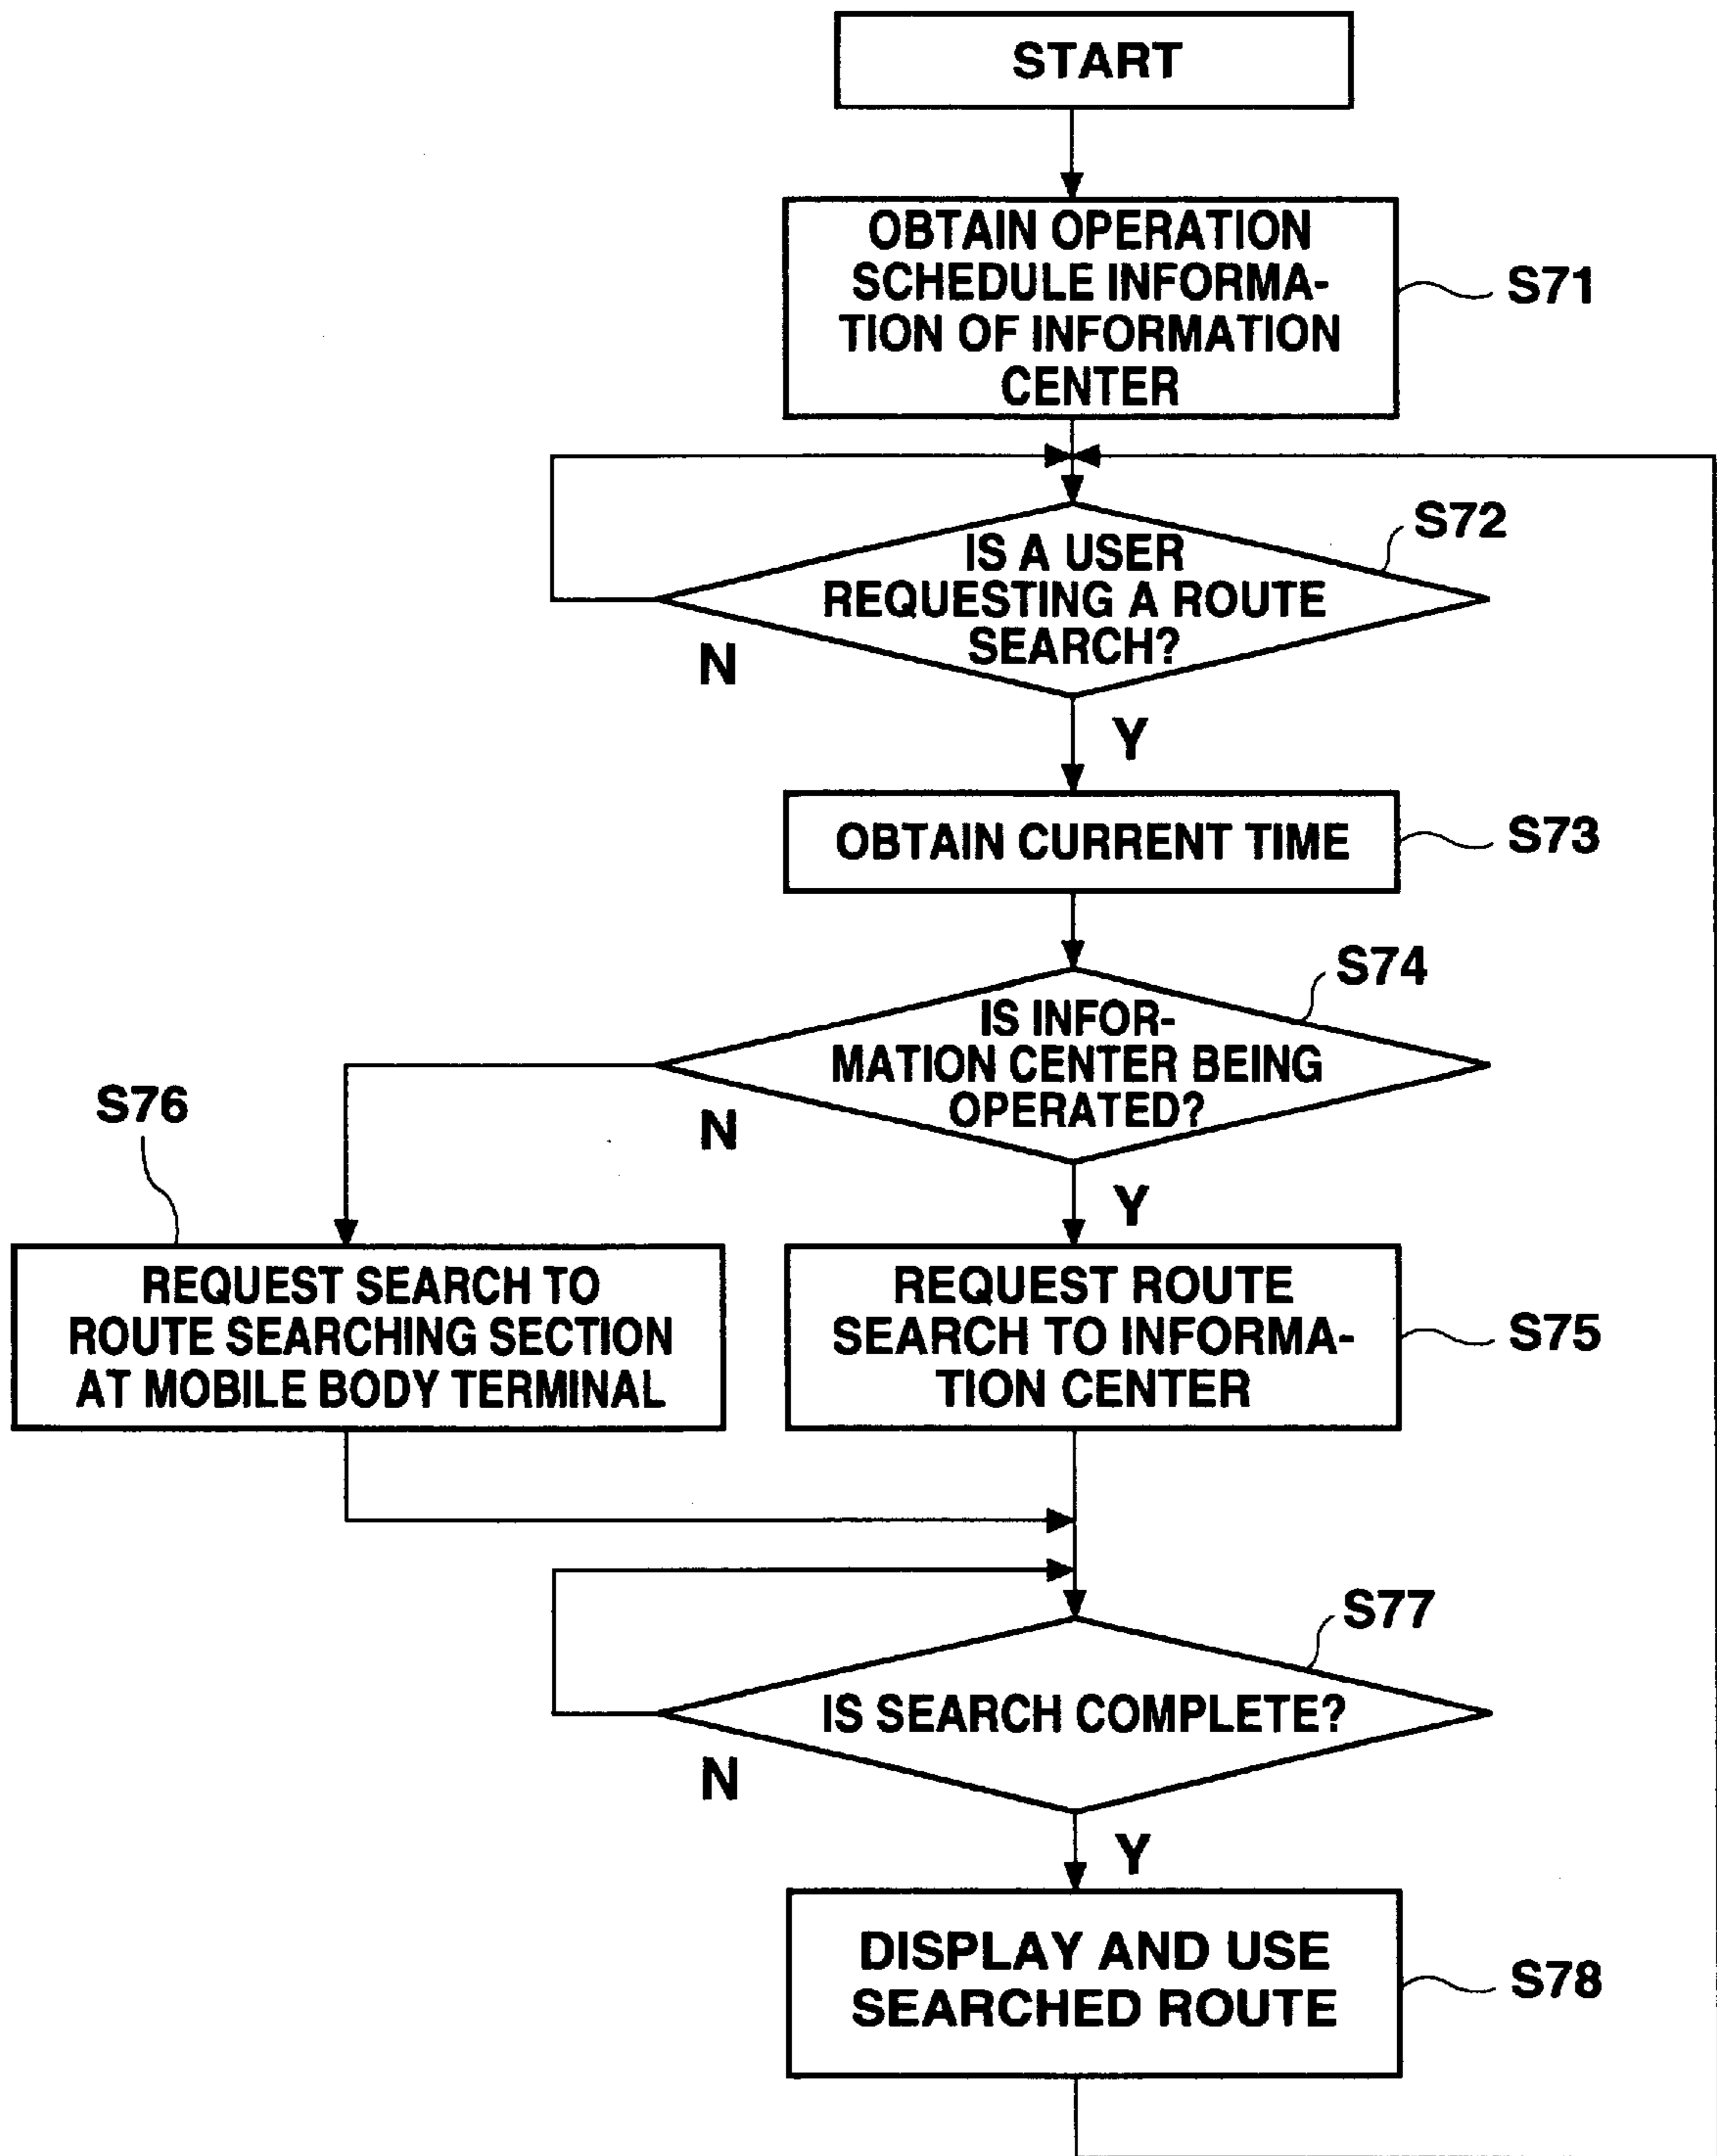 START
OBTAIN OPERATION
SCHEDULE INFORMA-
TION OF INFORMATION
CENTER
S71
S72
IS A USER
REQUESTING A ROUTE
SEARCH?
N
Y
OBTAIN CURRENT TIME
S73
S74
IS INFOR-
MATION CENTER BEING
OPERATED?
N
Y
S76
REQUEST SEARCH TO
ROUTE SEARCHING SECTION
AT MOBILE BODY TERMINAL
REQUEST ROUTE
SEARCH TO INFORMA-
TION CENTER
S75
S77
IS SEARCH COMPLETE?
N
Y
DISPLAY AND USE
SEARCHED ROUTE
S78